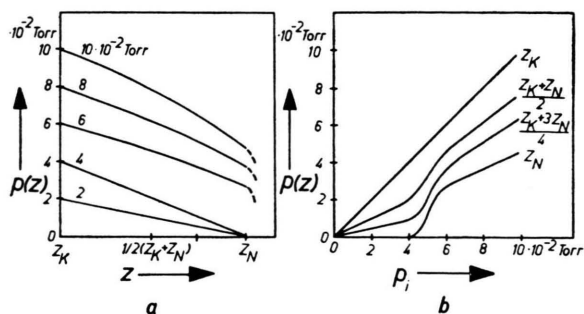 ·10⁻² Torr
10
8
6
4
2
0
p(z)
10·10⁻² Torr
8
6
4
2
Z_K
1/2(Z_K+Z_N)
Z_N
Z
a
·10⁻² Torr
10
8
6
4
2
0
p(z)
Z_K
Z_K+Z_N
2
Z_K+3Z_N
4
Z_N
0 2 4 6 8 10·10⁻² Torr
p_i
b